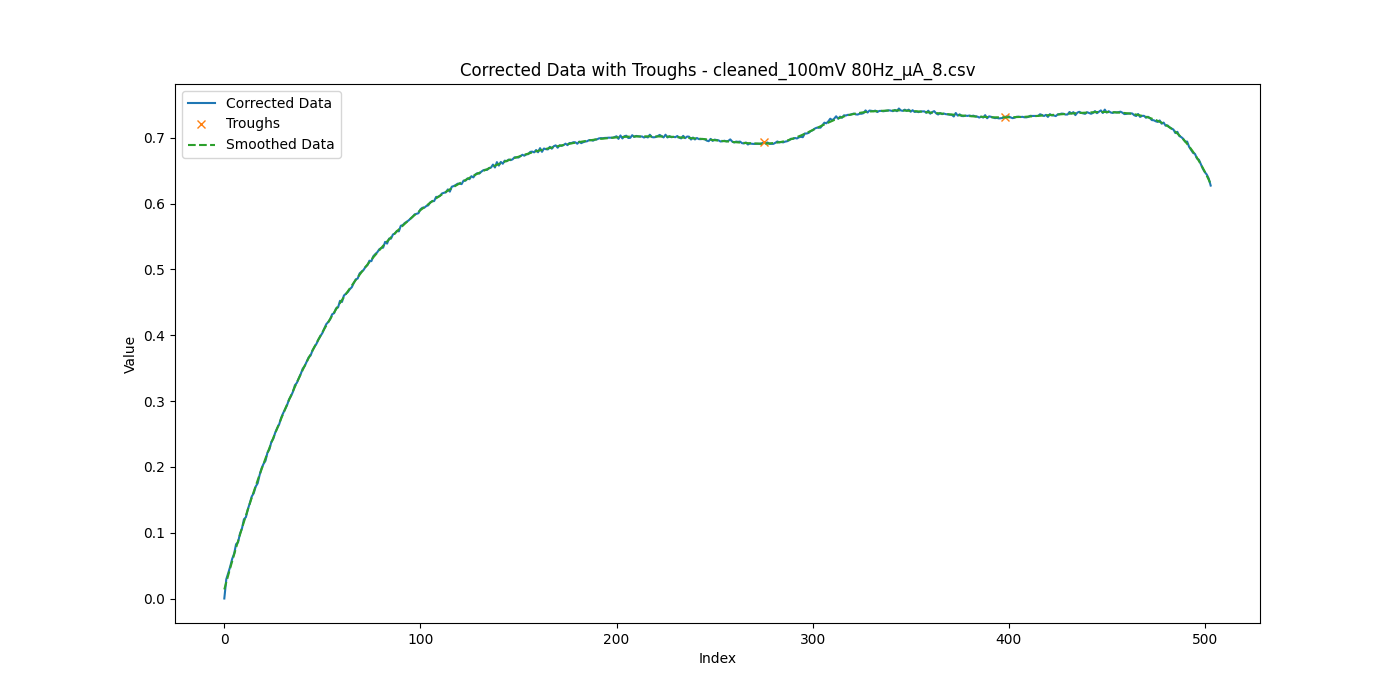 Corrected Data with Troughs - cleaned_100mV 80Hz_µA_8.csv
Corrected Data
Troughs
Smoothed Data
Value
0.7
0.6
0.5
0.4
0.3
0.2
0.1
0.0
0 100 200 300 400 500
Index